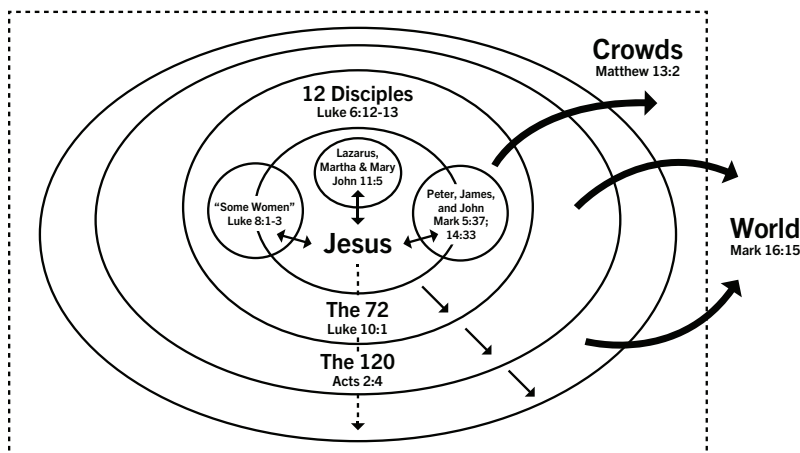 Crowds
Matthew 13:2
12 Disciples
Luke 6:12-13
Lazarus,
Martha & Mary
John 11:5
“Some Women”
Luke 8:1-3
Peter, James,
and John
Mark 5:37;
14:33
Jesus
World
Mark 16:15
The 72
Luke 10:1
The 120
Acts 2:4